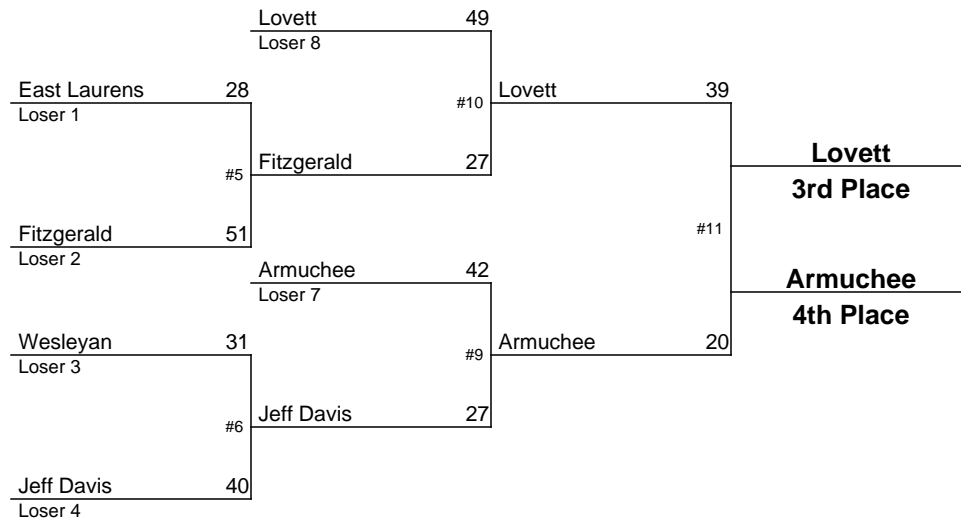 Lovett 49
Loser 8
East Laurens 28
Loser 1
#10
Lovett 39
Lovett
3rd Place
#5
Fitzgerald 27
Fitzgerald 51
Loser 2
#11
Armuchee 42
Loser 7
Armuchee
4th Place
Wesleyan 31
Loser 3
#9
Armuchee 20
#6
Jeff Davis 27
Jeff Davis 40
Loser 4